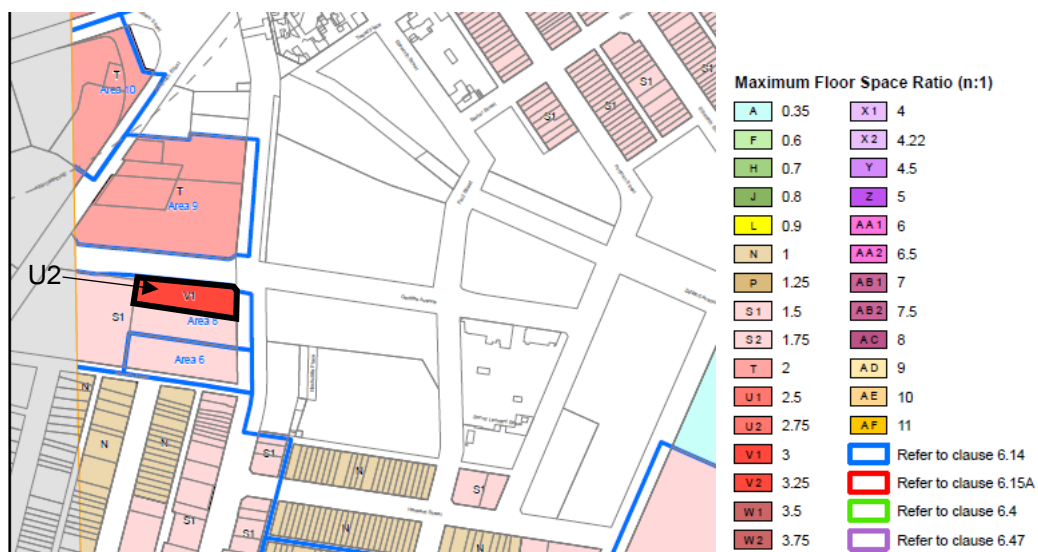 T
Area 10
T
Area 9
U2
V1
S1
Area 8
Area 6
S1
S1
S1
S1
N
N
N
S1
S1
S1
S1
N
N
N
S1
Maximum Floor Space Ratio (n:1)
A 0.35
F 0.6
H 0.7
J 0.8
L 0.9
N 1
P 1.25
S1 1.5
S2 1.75
T 2
U1 2.5
U2 2.75
V1 3
V2 3.25
W1 3.5
W2 3.75
X1 4
X2 4.22
Y 4.5
Z 5
AA1 6
AA2 6.5
AB1 7
AB2 7.5
AC 8
AD 9
AE 10
AF 11
Refer to clause 6.14
Refer to clause 6.15A
Refer to clause 6.4
Refer to clause 6.47